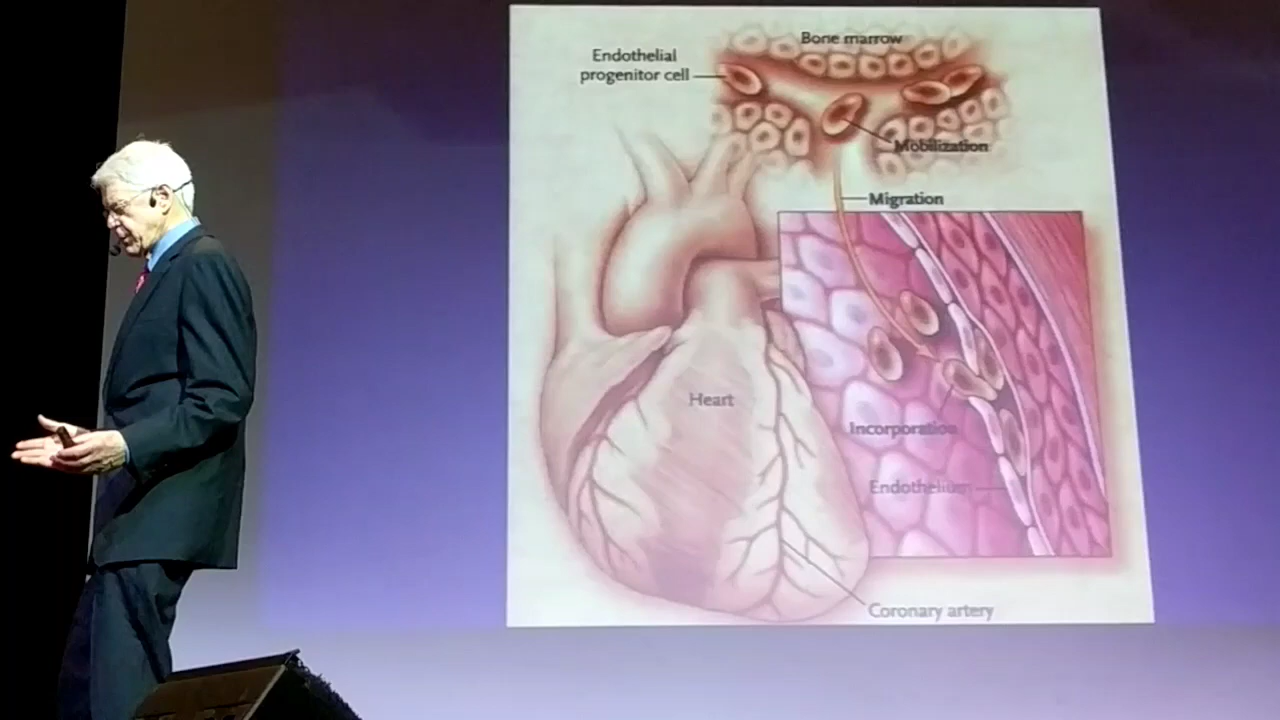 Bone marrow
Endothelial
progenitor cell
Mobilization
Migration
Heart
Incorporation
Endothelium
Coronary artery